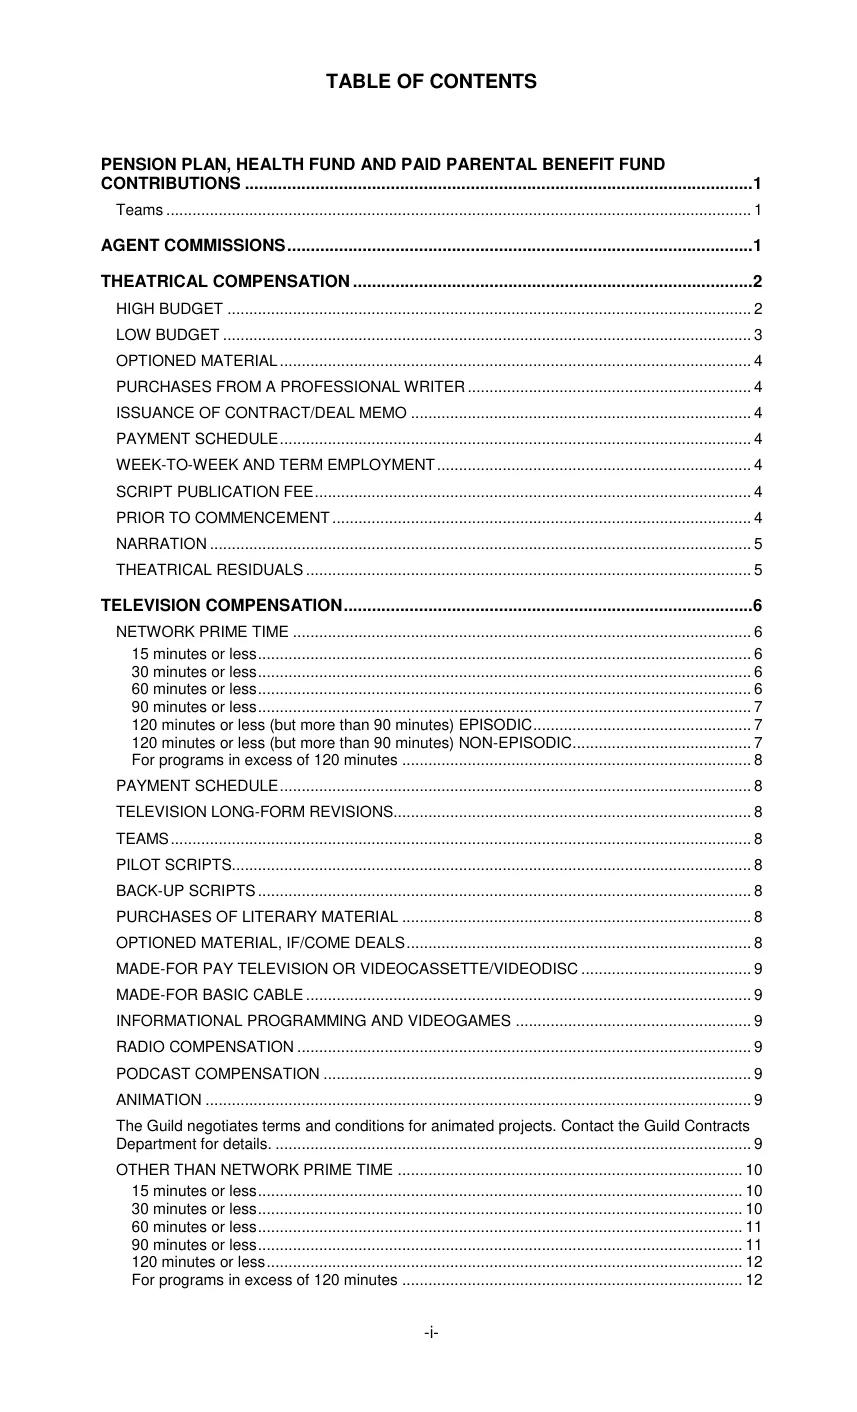 TABLE OF CONTENTS
PENSION PLAN, HEALTH FUND AND PAID PARENTAL BENEFIT FUND
CONTRIBUTIONS ............................................................1
Teams ............................................................ 1
AGENT COMMISSIONS............................................................1
THEATRICAL COMPENSATION ............................................................2
HIGH BUDGET ............................................................ 2
LOW BUDGET ............................................................ 3
OPTIONED MATERIAL............................................................ 4
PURCHASES FROM A PROFESSIONAL WRITER ............................................................ 4
ISSUANCE OF CONTRACT/DEAL MEMO ............................................................ 4
PAYMENT SCHEDULE............................................................ 4
WEEK-TO-WEEK AND TERM EMPLOYMENT............................................................ 4
SCRIPT PUBLICATION FEE............................................................ 4
PRIOR TO COMMENCEMENT ............................................................ 4
NARRATION ............................................................ 5
THEATRICAL RESIDUALS ............................................................ 5
TELEVISION COMPENSATION............................................................6
NETWORK PRIME TIME ............................................................ 6
15 minutes or less............................................................ 6
30 minutes or less............................................................ 6
60 minutes or less............................................................ 6
90 minutes or less............................................................ 7
120 minutes or less (but more than 90 minutes) EPISODIC.................................................. 7
120 minutes or less (but more than 90 minutes) NON-EPISODIC......................................... 7
For programs in excess of 120 minutes ............................................................ 8
PAYMENT SCHEDULE............................................................ 8
TELEVISION LONG-FORM REVISIONS............................................................ 8
TEAMS............................................................ 8
PILOT SCRIPTS............................................................ 8
BACK-UP SCRIPTS ............................................................ 8
PURCHASES OF LITERARY MATERIAL ............................................................ 8
OPTIONED MATERIAL, IF/COME DEALS............................................................ 8
MADE-FOR PAY TELEVISION OR VIDEOCASSETTE/VIDEODISC ....................................... 9
MADE-FOR BASIC CABLE ............................................................ 9
INFORMATIONAL PROGRAMMING AND VIDEOGAMES ...................................................... 9
RADIO COMPENSATION ............................................................ 9
PODCAST COMPENSATION ............................................................ 9
ANIMATION ............................................................ 9
The Guild negotiates terms and conditions for animated projects. Contact the Guild Contracts
Department for details. ............................................................ 9
OTHER THAN NETWORK PRIME TIME ............................................................ 10
15 minutes or less............................................................ 10
30 minutes or less............................................................ 10
60 minutes or less............................................................ 11
90 minutes or less............................................................ 11
120 minutes or less............................................................ 12
For programs in excess of 120 minutes ............................................................ 12
-i-